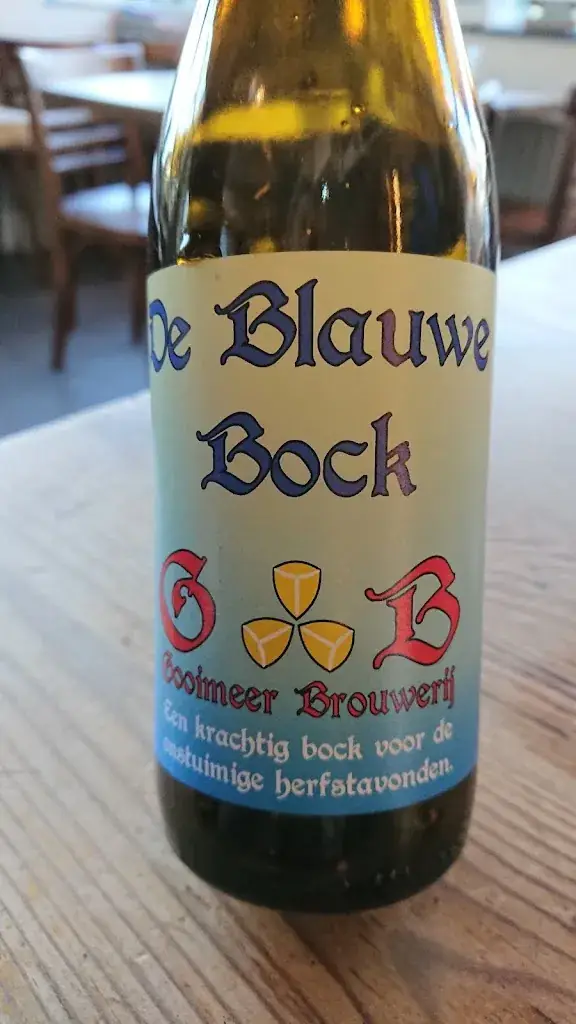 De Blauwe
Bock
G B
Gooimeer Brouwerij
Een krachtig bock voor de
onstuimige herfstavonden.